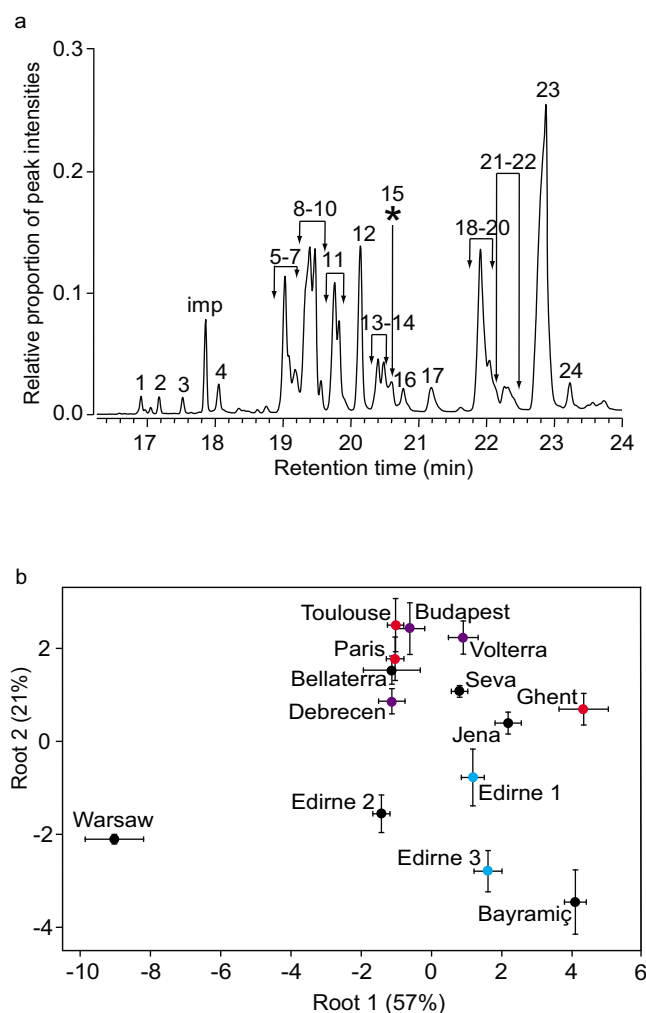 a
0.3
0.2
0.1
0.0
Relative proportion of peak intensities
1
2
3
imp
4
5-7
8-10
11
12
13-14
15
*
16
17
18-20
21-22
23
24
17 18 19 20 21 22 23 24
Retention time (min)
b
2
0
-2
-4
Root 2 (21%)
Toulouse
Budapest
Paris
Volterra
Bellaterra
Seva
Debrecen
Ghent
Jena
Edirne 1
Edirne 2
Warsaw
Edirne 3
Bayramiç
-10 -8 -6 -4 -2 0 2 4 6
Root 1 (57%)